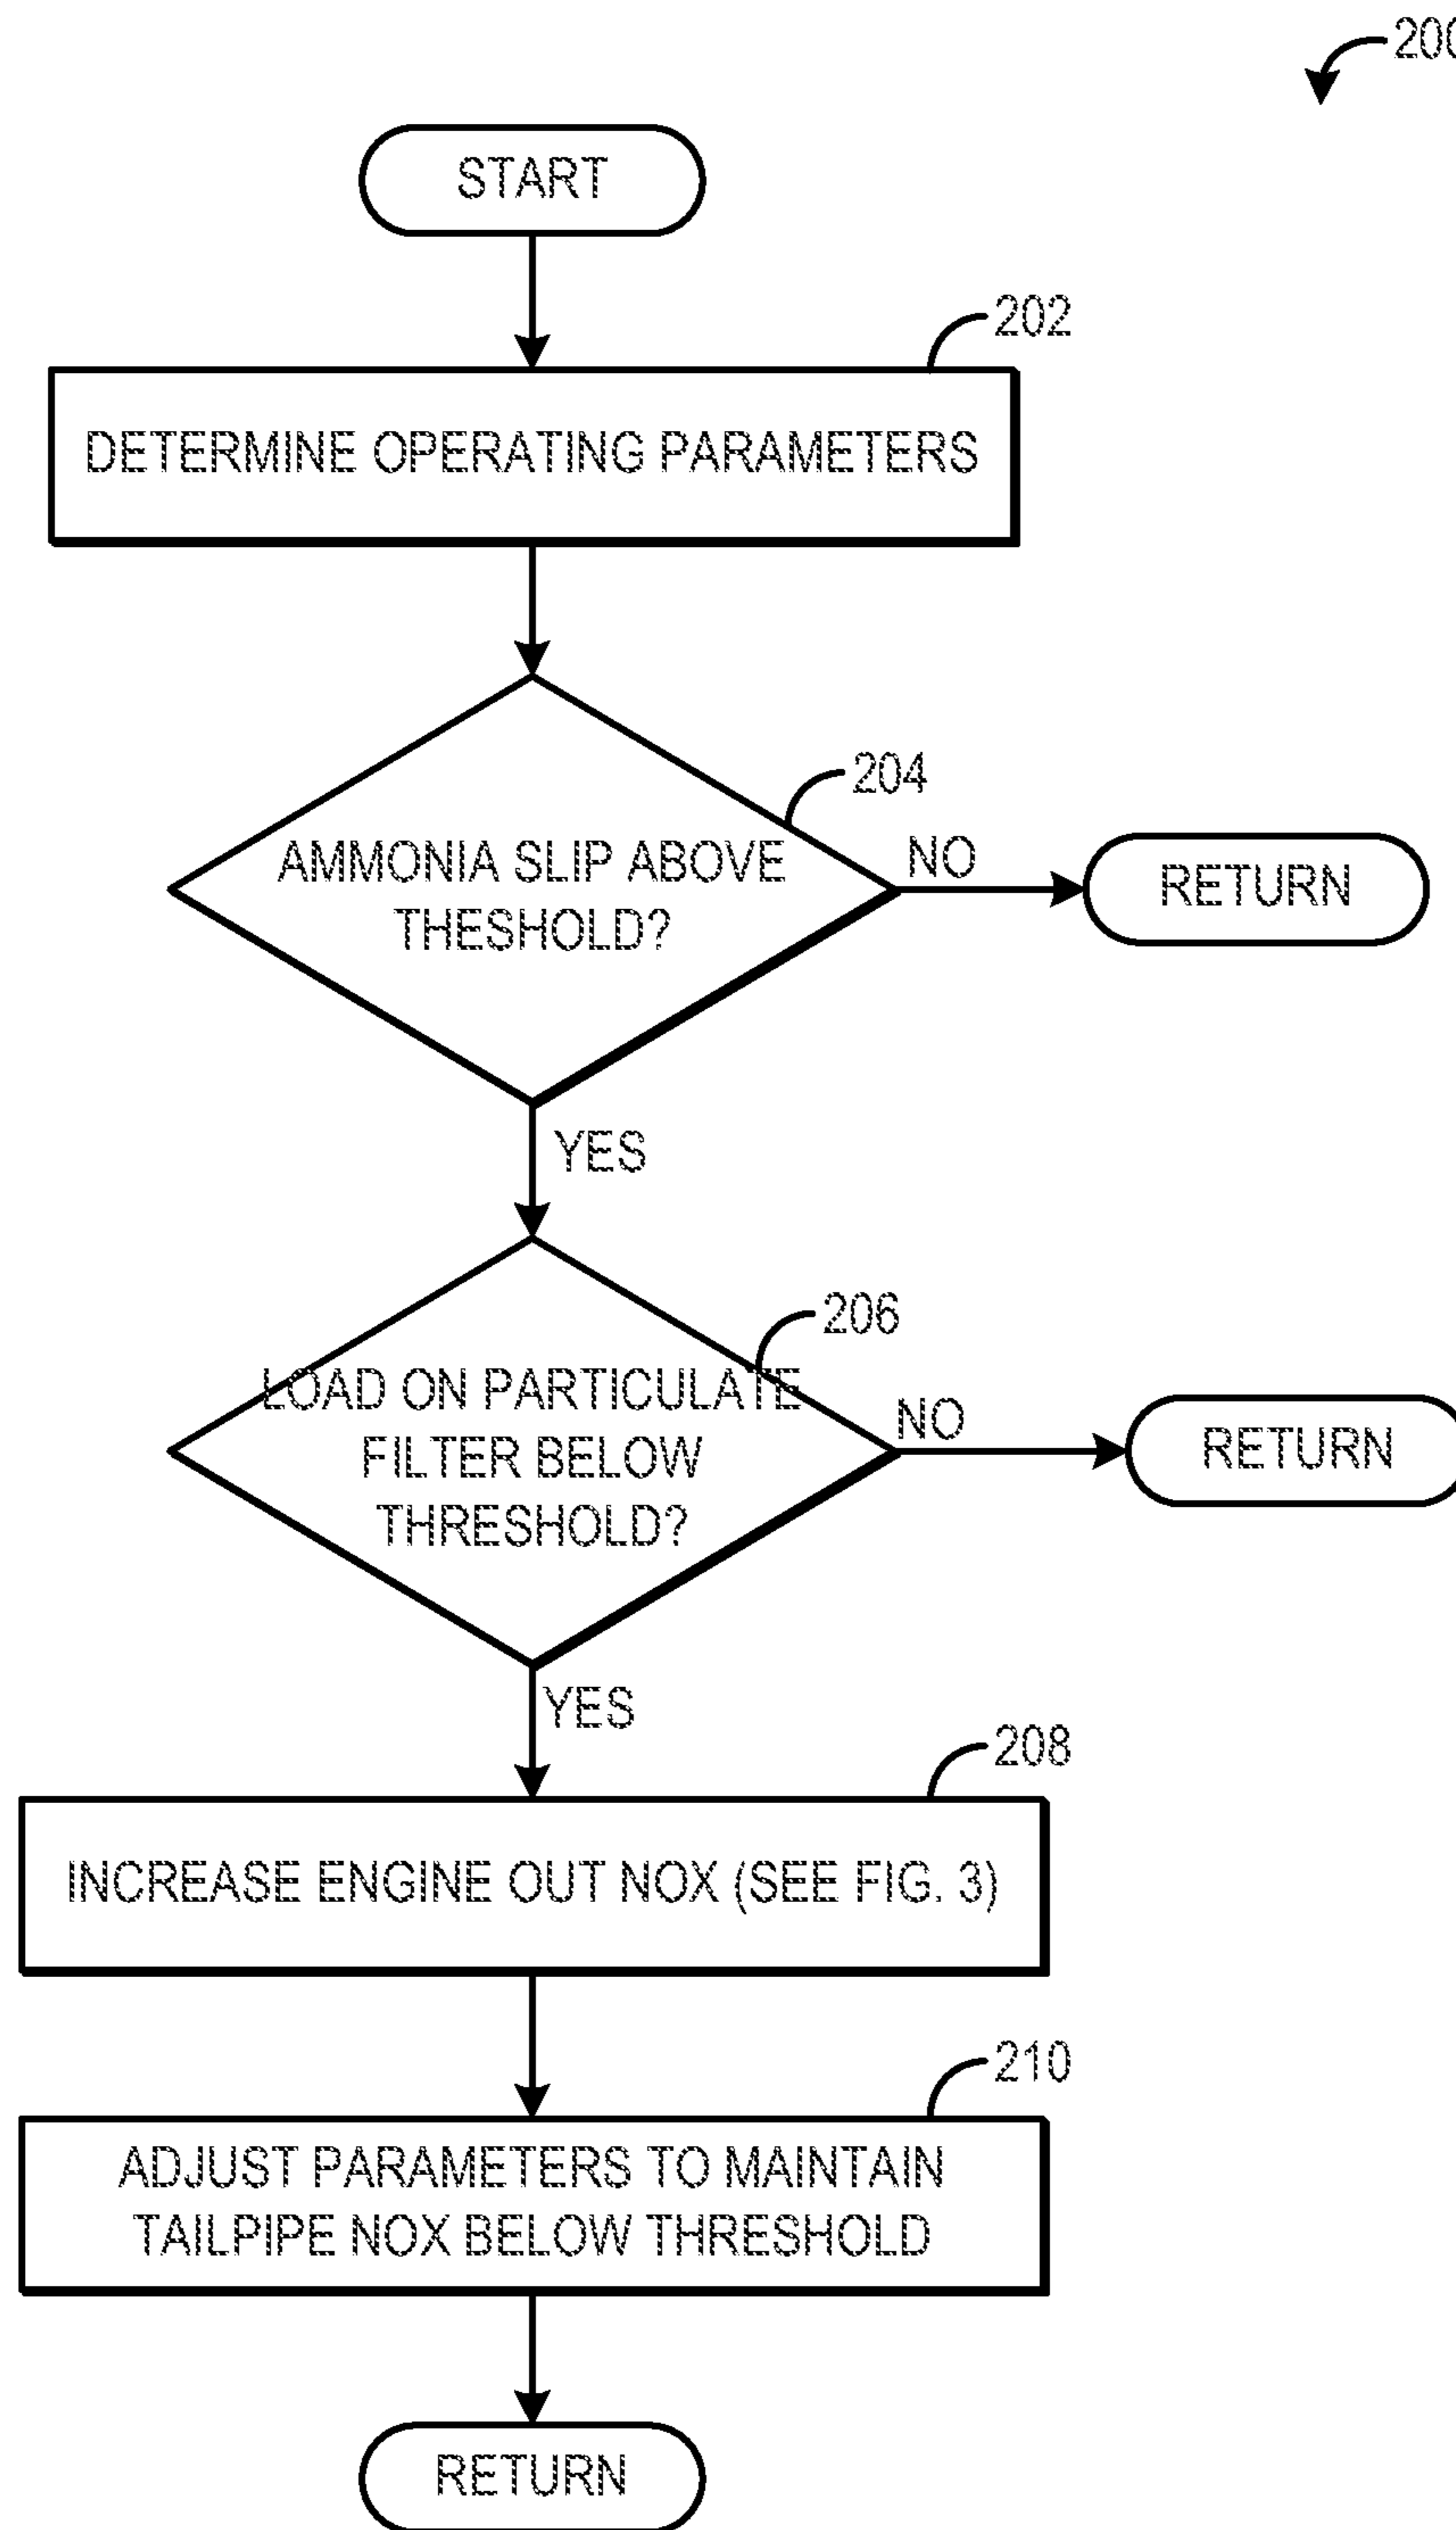 200
START
202
DETERMINE OPERATING PARAMETERS
204
AMMONIA SLIP ABOVE
THESHOLD?
NO
RETURN
YES
206
LOAD ON PARTICULATE
FILTER BELOW
THRESHOLD?
NO
RETURN
YES
208
INCREASE ENGINE OUT NOX (SEE FIG. 3)
210
ADJUST PARAMETERS TO MAINTAIN
TAILPIPE NOX BELOW THRESHOLD
RETURN